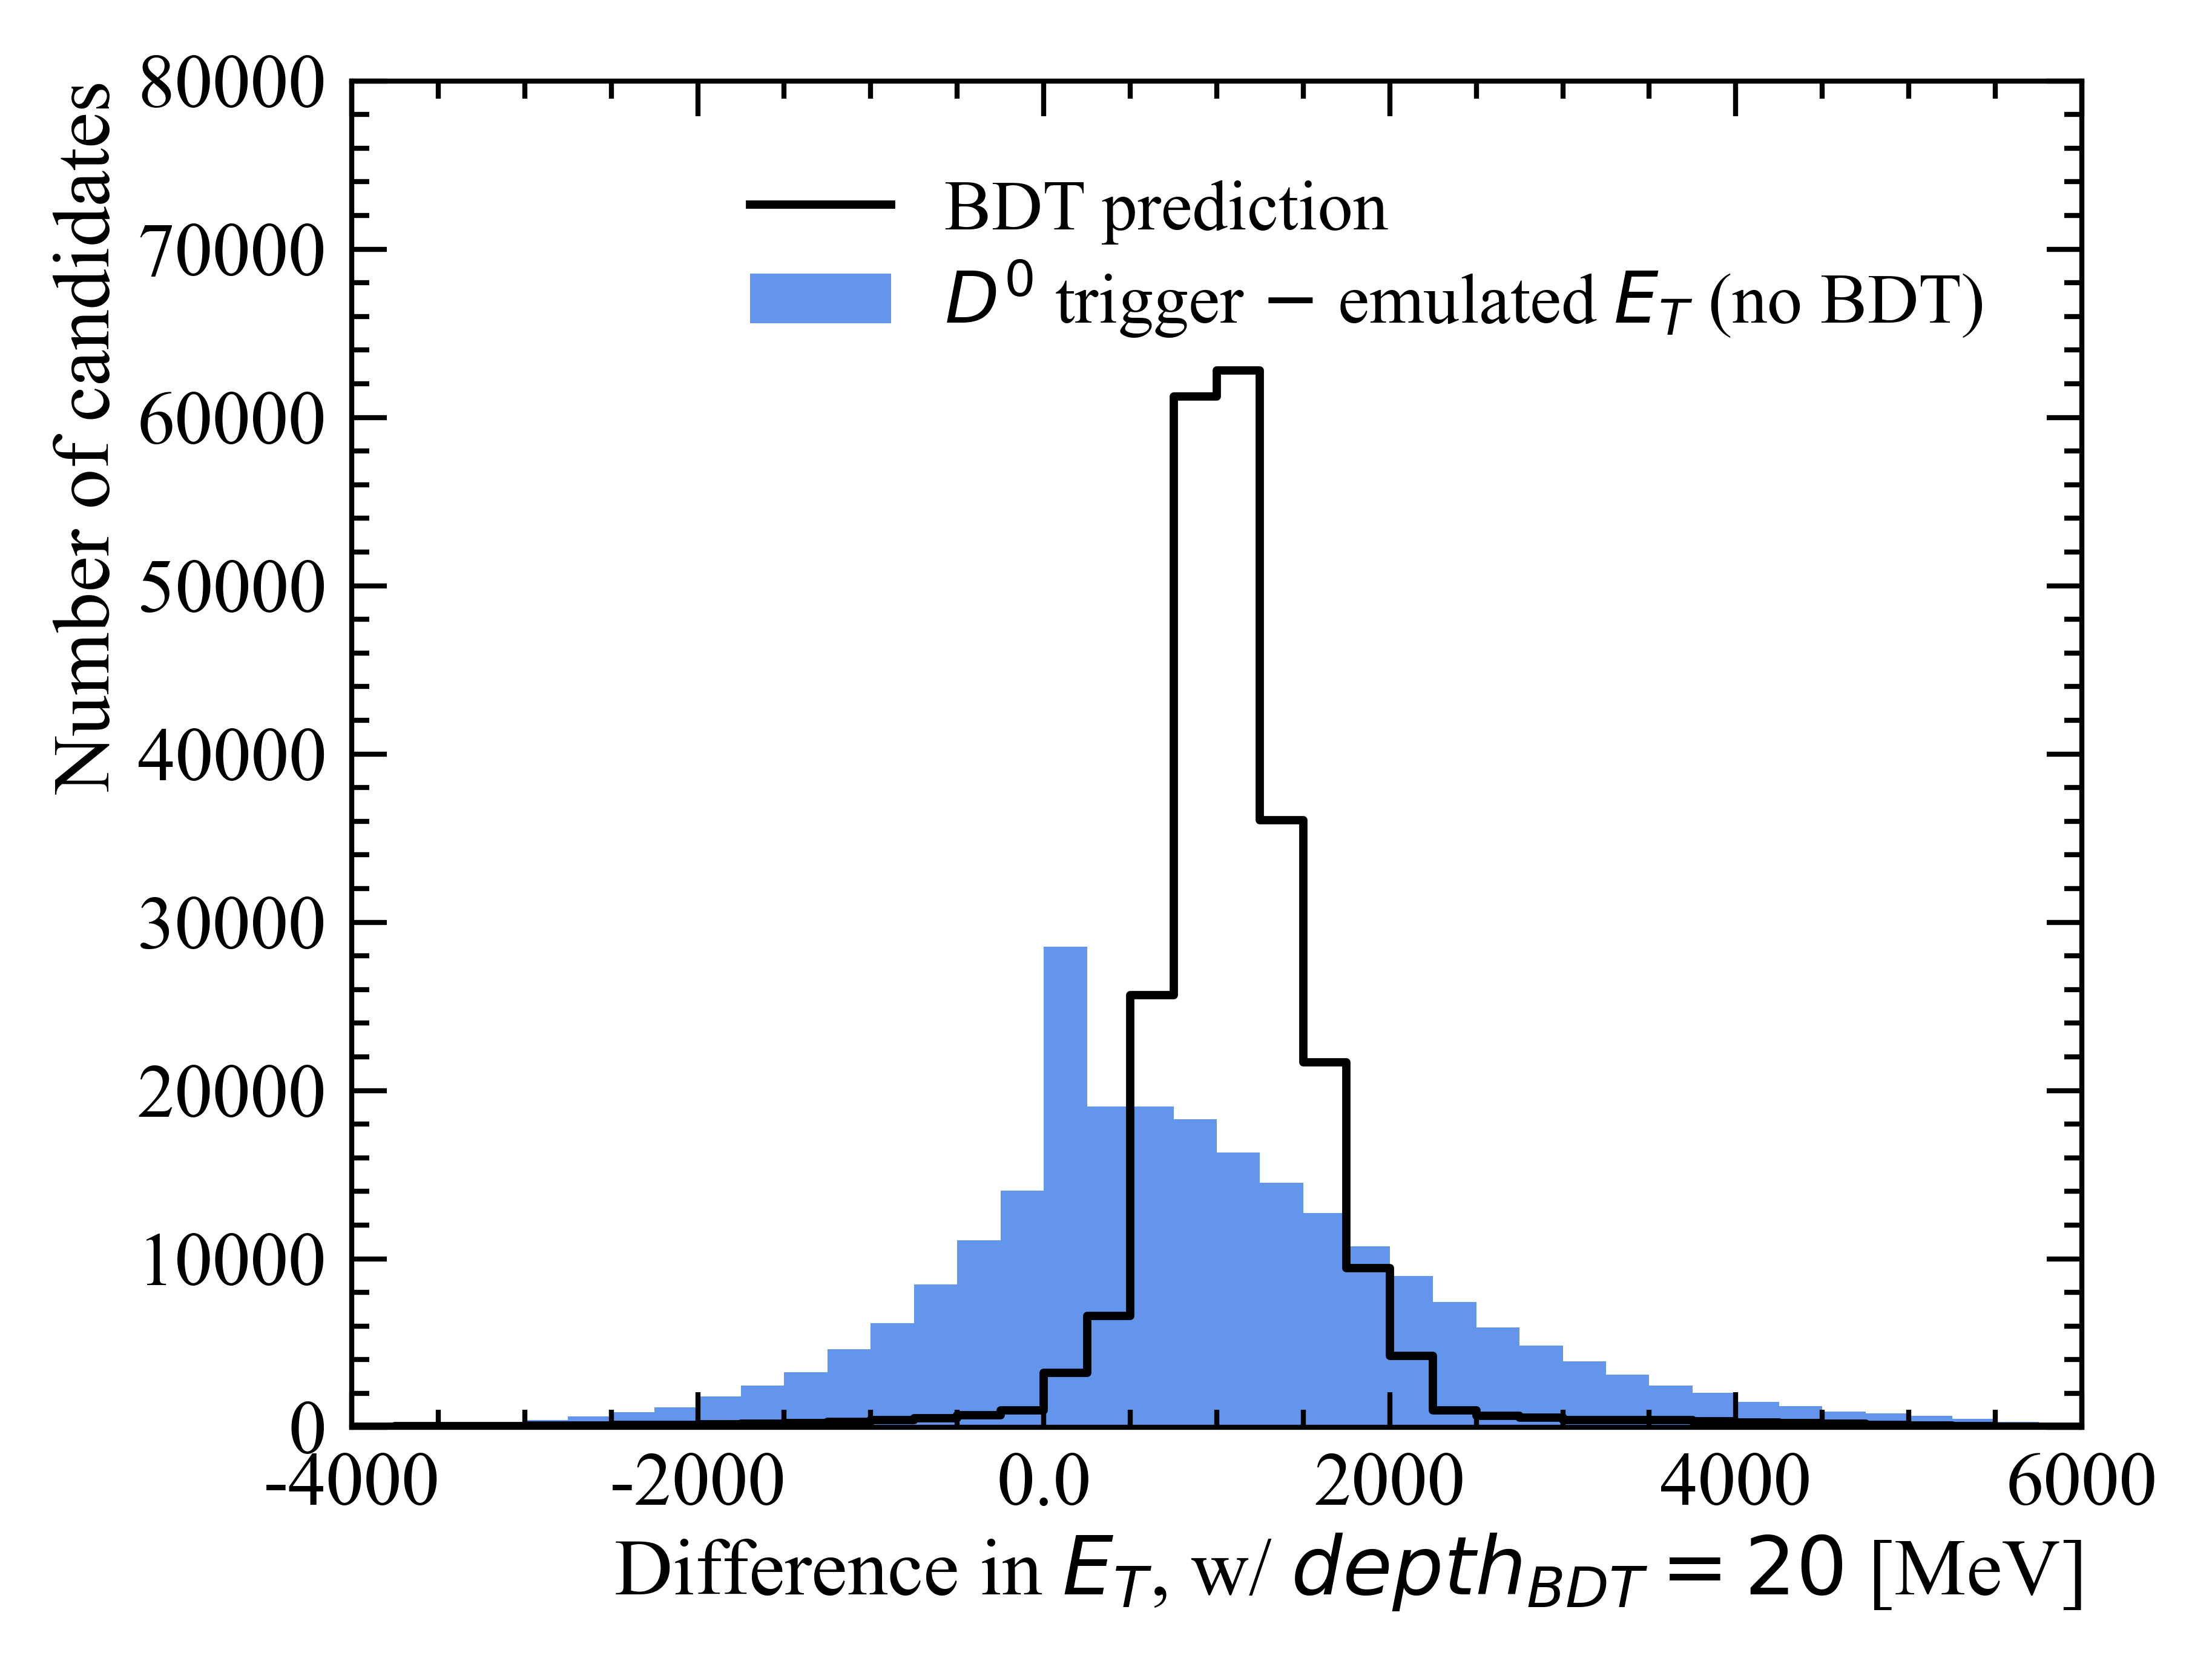 Number of candidates
80000
70000
60000
50000
40000
30000
20000
10000
0
BDT prediction
D⁰ trigger − emulated E_T (no BDT)
-4000 -2000 0.0 2000 4000 6000
Difference in E_T, w/ depth_BDT = 20 [MeV]